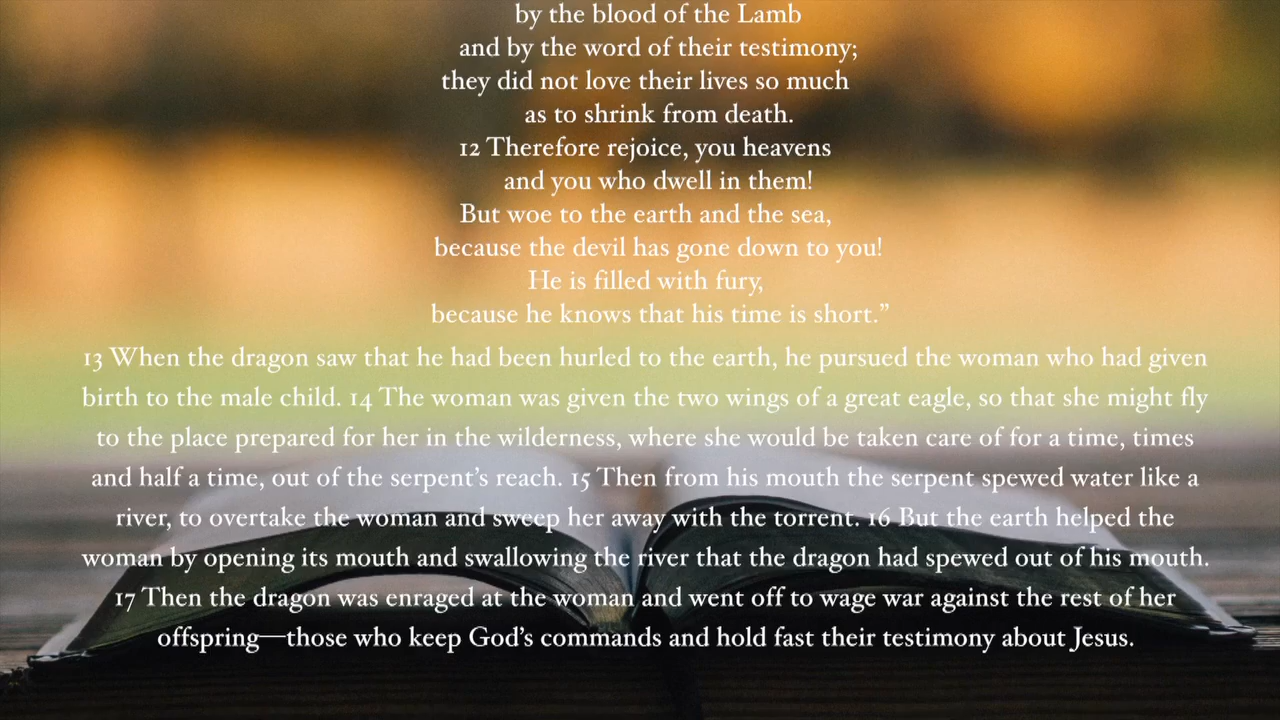 by the blood of the Lamb
and by the word of their testimony;
they did not love their lives so much
as to shrink from death.
12 Therefore rejoice, you heavens
and you who dwell in them!
But woe to the earth and the sea,
because the devil has gone down to you!
He is filled with fury,
because he knows that his time is short.”
13 When the dragon saw that he had been hurled to the earth, he pursued the woman who had given
birth to the male child. 14 The woman was given the two wings of a great eagle, so that she might fly
to the place prepared for her in the wilderness, where she would be taken care of for a time, times
and half a time, out of the serpent’s reach. 15 Then from his mouth the serpent spewed water like a
river, to overtake the woman and sweep her away with the torrent. 16 But the earth helped the
woman by opening its mouth and swallowing the river that the dragon had spewed out of his mouth.
17 Then the dragon was enraged at the woman and went off to wage war against the rest of her
offspring—those who keep God’s commands and hold fast their testimony about Jesus.